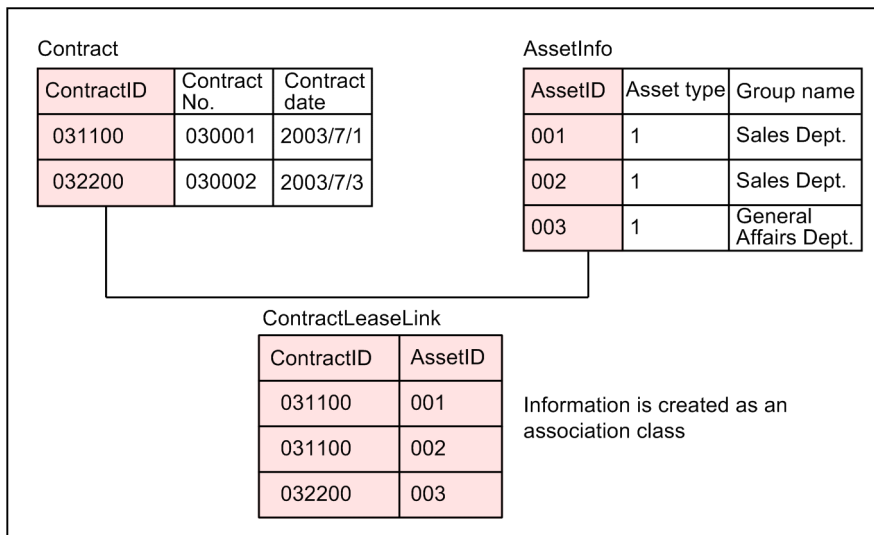 Contract
ContractID Contract No. Contract date
031100 030001 2003/7/1
032200 030002 2003/7/3
AssetInfo
AssetID Asset type Group name
001 1 Sales Dept.
002 1 Sales Dept.
003 1 General Affairs Dept.
ContractLeaseLink
ContractID AssetID
031100 001
031100 002
032200 003
Information is created as an
association class